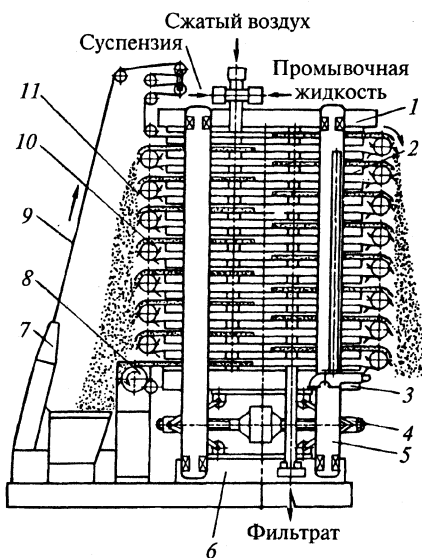 Сжатый воздух
Суспензия
Промывочная
жидкость
11
1
10
2
9
8
7
3
4
5
6
Фильтрат